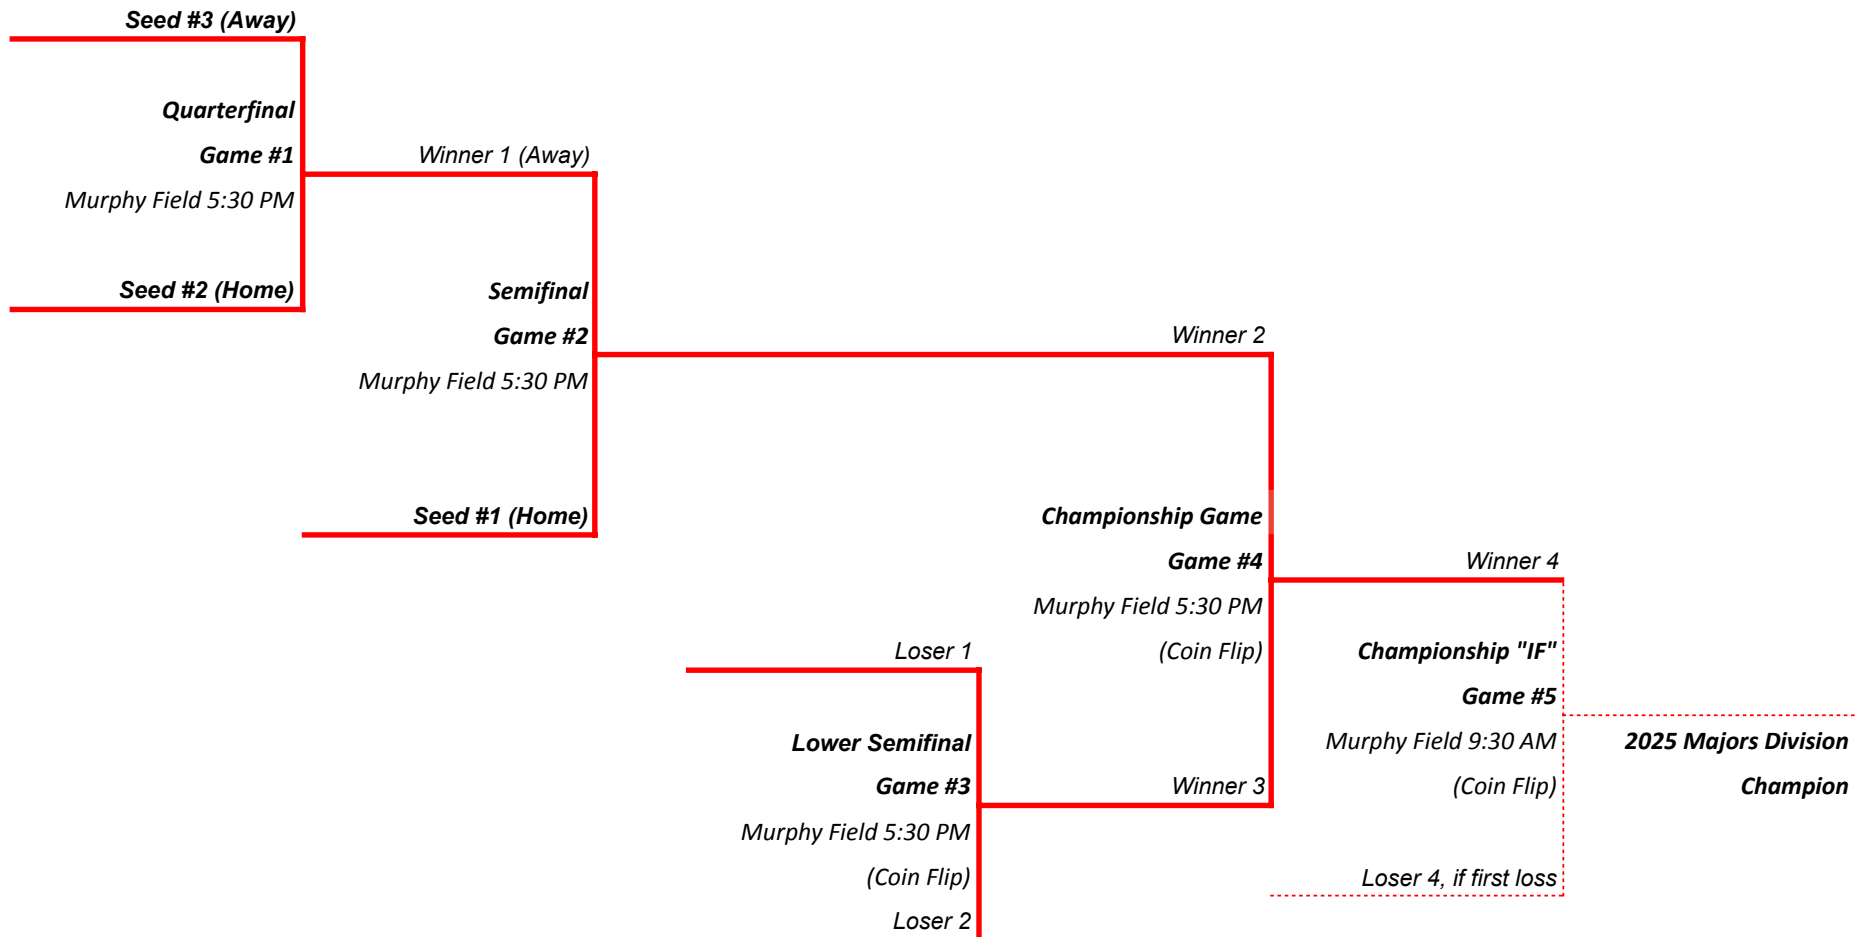 Seed #3 (Away)
Quarterfinal
Game #1
Murphy Field 5:30 PM
Seed #2 (Home)
Winner 1 (Away)
Semifinal
Game #2
Murphy Field 5:30 PM
Seed #1 (Home)
Winner 2
Championship Game
Game #4
Murphy Field 5:30 PM
(Coin Flip)
Winner 3
Loser 1
Lower Semifinal
Game #3
Murphy Field 5:30 PM
(Coin Flip)
Loser 2
Winner 4
Championship "IF"
Game #5
Murphy Field 9:30 AM
(Coin Flip)
Loser 4, if first loss
2025 Majors Division
Champion